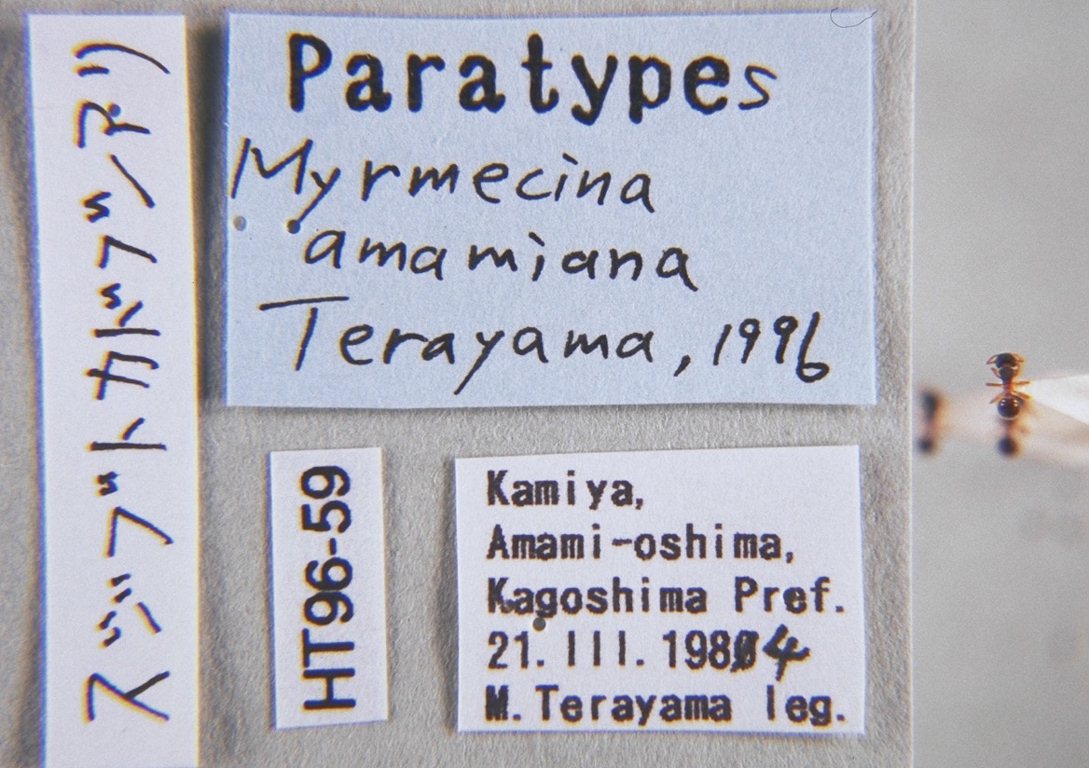 スジブトカドフシアリ
Paratypes
Myrmecina
amamiana
Terayama, 1996
HT96-59
Kamiya,
Amami-oshima,
Kagoshima Pref.
21. III. 1984
M. Terayama leg.